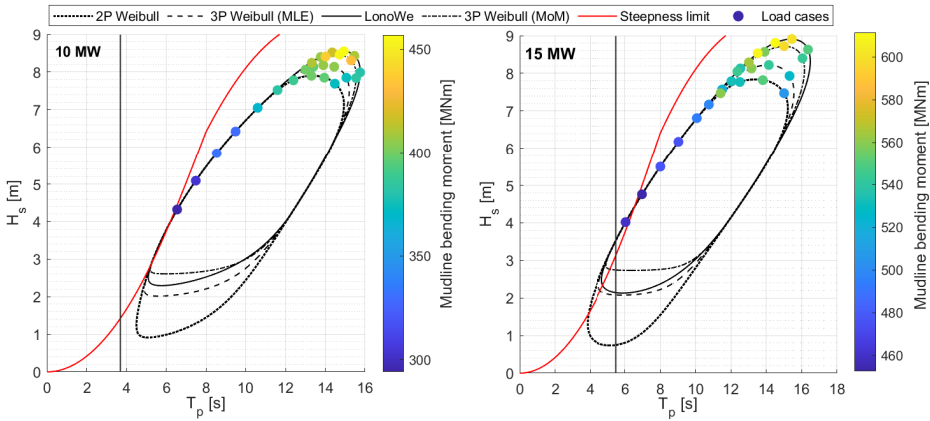 2P Weibull 3P Weibull (MLE) LonoWe 3P Weibull (MoM) Steepness limit Load cases
10 MW
9
8
7
6
5
4
3
2
1
0
H_s [m]
0 2 4 6 8 10 12 14 16
T_p [s]
450
400
350
300
Mudline bending moment [MNm]
15 MW
9
8
7
6
5
4
3
2
1
0
H_s [m]
0 2 4 6 8 10 12 14 16 18
T_p [s]
600
580
560
540
520
500
480
460
Mudline bending moment [MNm]